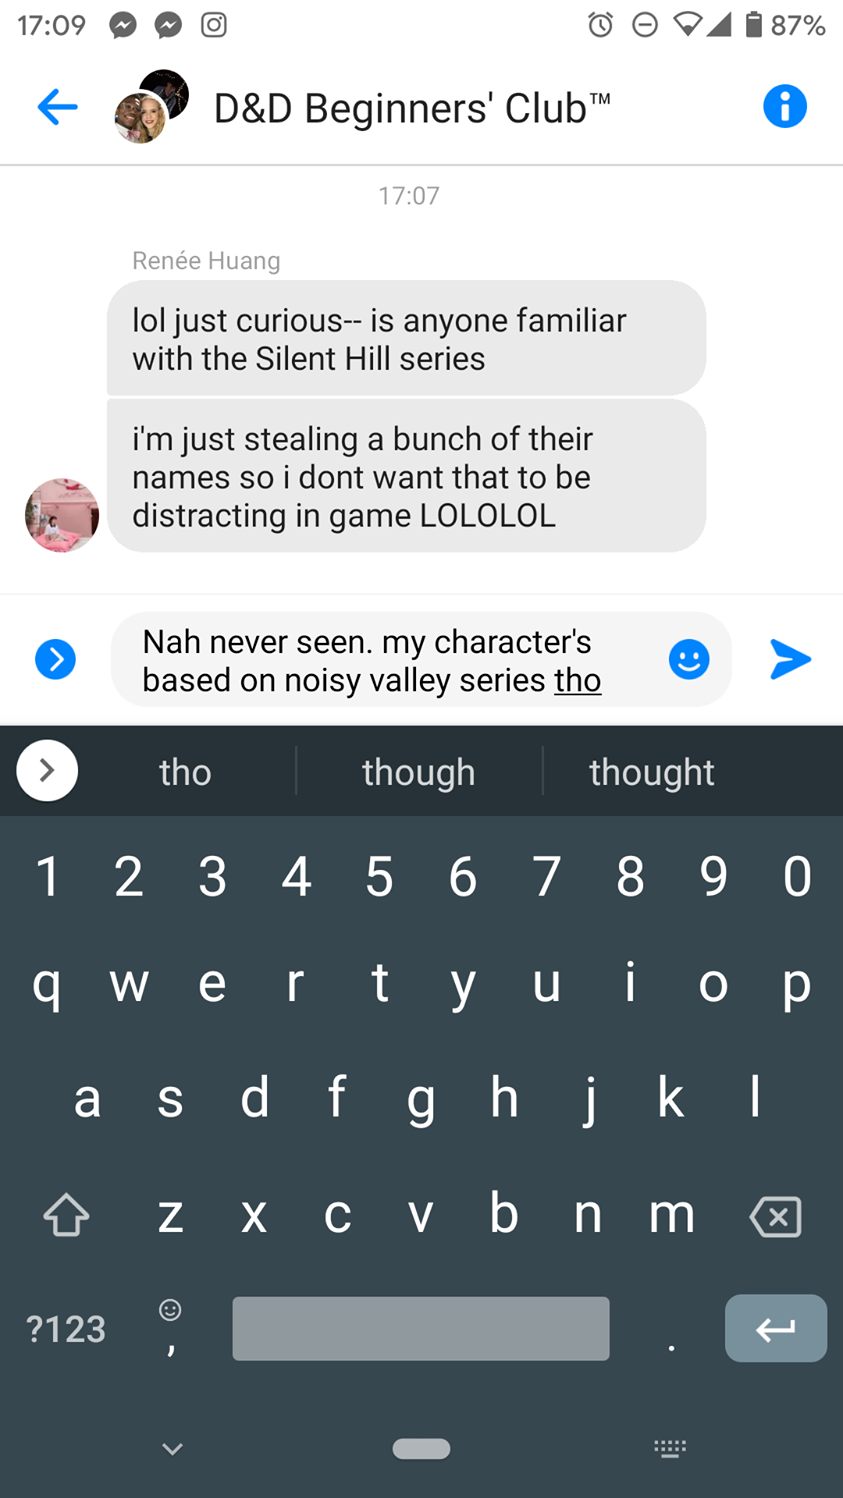 17:09
87%
D&D Beginners' Club™
17:07
Renée Huang
lol just curious-- is anyone familiar
with the Silent Hill series
i'm just stealing a bunch of their
names so i dont want that to be
distracting in game LOLOLOL
Nah never seen. my character's
based on noisy valley series tho
tho though thought
1 2 3 4 5 6 7 8 9 0
q w e r t y u i o p
a s d f g h j k l
z x c v b n m
?123 , .